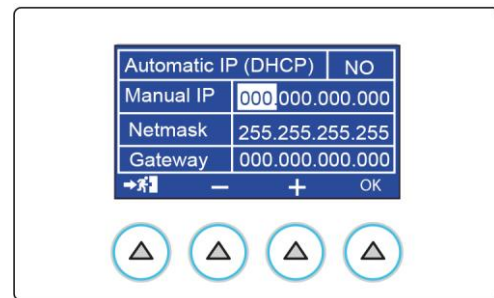 Automatic IP (DHCP) NO
Manual IP 000.000.000.000
Netmask 255.255.255.255
Gateway 000.000.000.000
− + OK